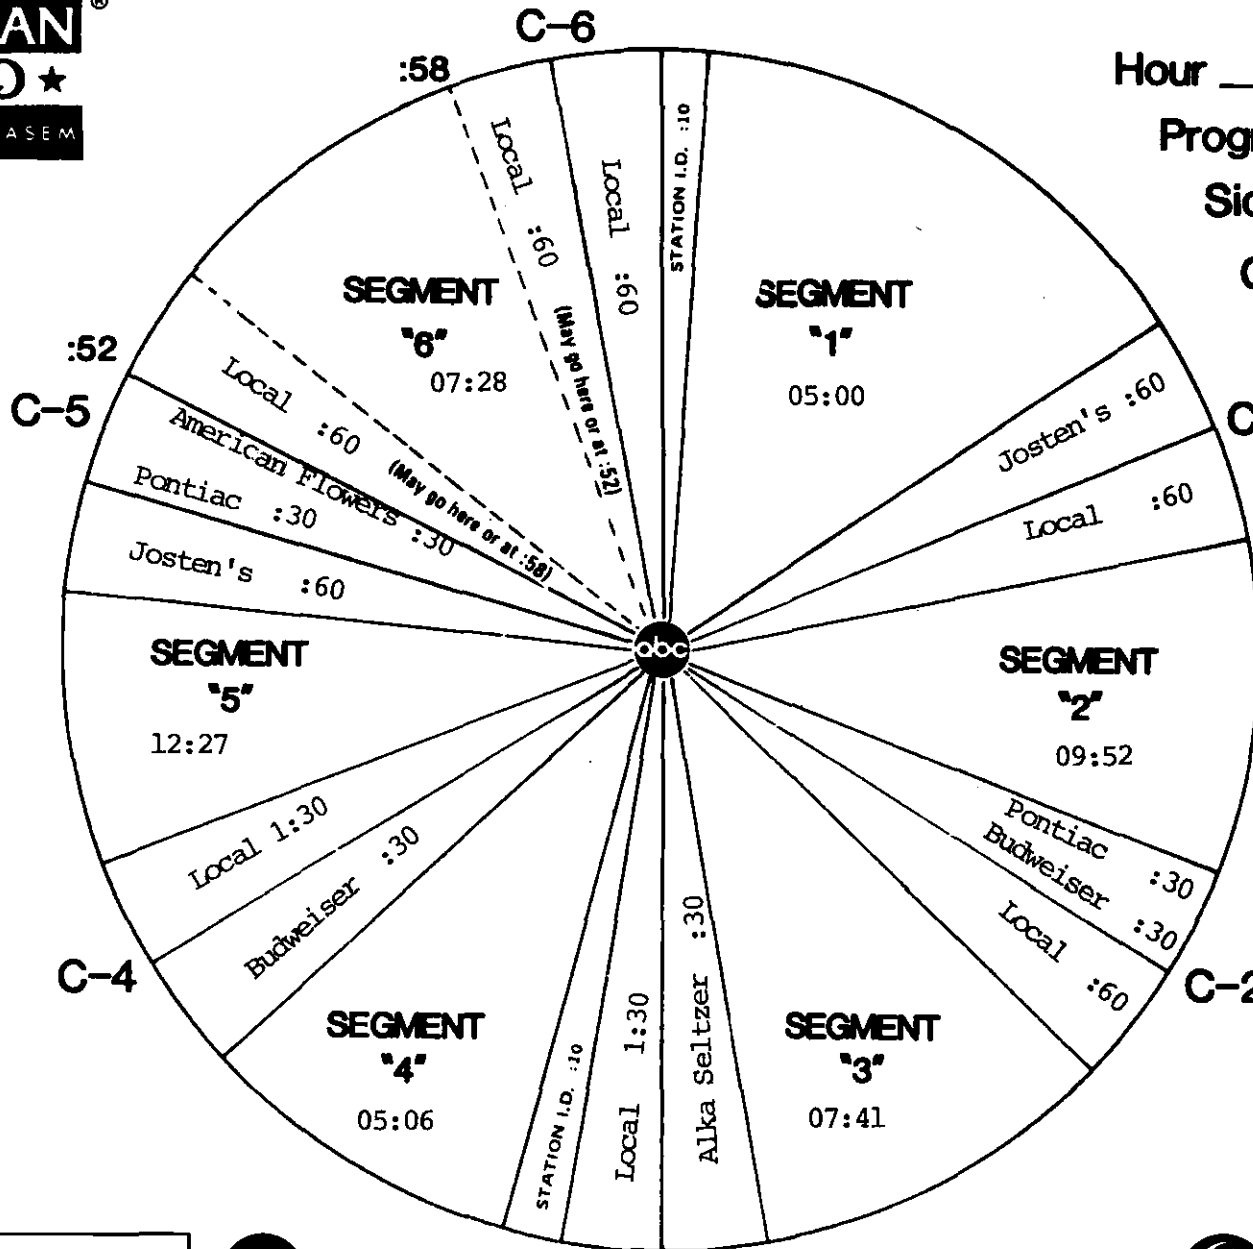 AN®
★
ASEM
C-6
:58
Hour
STATION I.D. :10
Local :60
Local :60
(May go here or at :52)
SEGMENT
"6"
07:28
SEGMENT
"1"
05:00
:52
C-5
Local :60
(May go here or at :58)
American Flowers :30
Pontiac :30
Josten's :60
Josten's :60
Local :60
abc
SEGMENT
"5"
12:27
SEGMENT
"2"
09:52
Local 1:30
Budweiser :30
C-4
Pontiac :30
Budweiser :30
Local :60
C-2
SEGMENT
"4"
05:06
STATION I.D. :10
Local 1:30
Alka Seltzer :30
SEGMENT
"3"
07:41